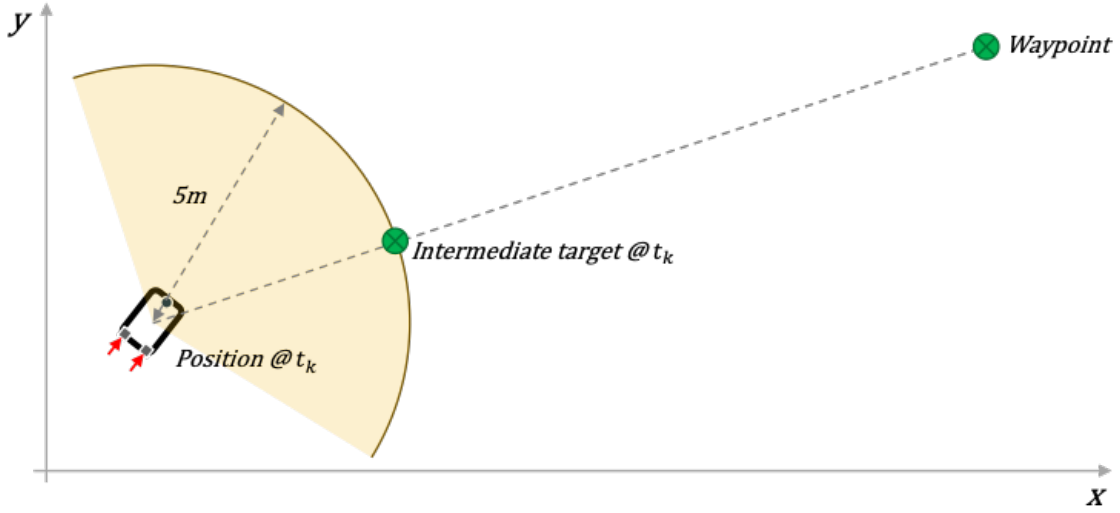 y
Waypoint
5m
Intermediate target @ tₖ
Position @ tₖ
x